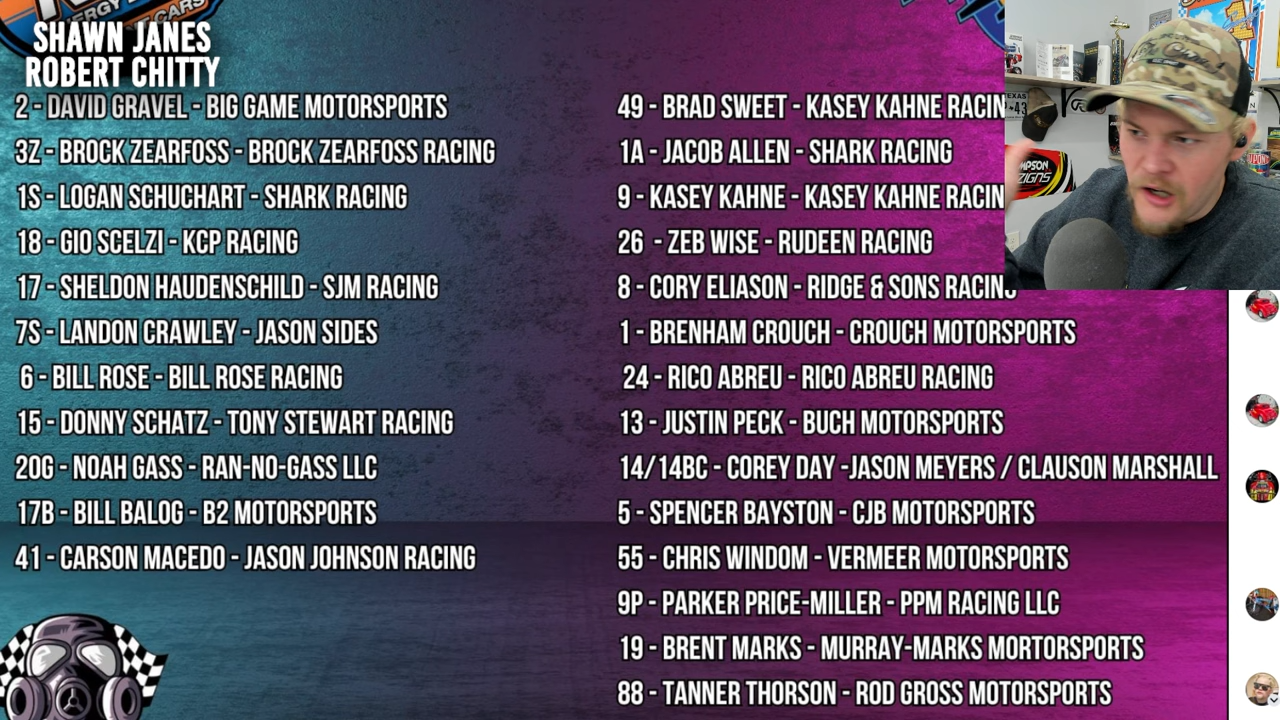 ENERGY
CARS
SHAWN JANES
ROBERT CHITTY
2 - DAVID GRAVEL - BIG GAME MOTORSPORTS
3Z - BROCK ZEARFOSS - BROCK ZEARFOSS RACING
1S - LOGAN SCHUCHART - SHARK RACING
18 - GIO SCELZI - KCP RACING
17 - SHELDON HAUDENSCHILD - SJM RACING
7S - LANDON CRAWLEY - JASON SIDES
6 - BILL ROSE - BILL ROSE RACING
15 - DONNY SCHATZ - TONY STEWART RACING
20G - NOAH GASS - RAN-NO-GASS LLC
17B - BILL BALOG - B2 MOTORSPORTS
41 - CARSON MACEDO - JASON JOHNSON RACING
49 - BRAD SWEET - KASEY KAHNE RACIN
1A - JACOB ALLEN - SHARK RACING
9 - KASEY KAHNE - KASEY KAHNE RACIN
26 - ZEB WISE - RUDEEN RACING
8 - CORY ELIASON - RIDGE & SONS RACING
1 - BRENHAM CROUCH - CROUCH MOTORSPORTS
24 - RICO ABREU - RICO ABREU RACING
13 - JUSTIN PECK - BUCH MOTORSPORTS
14/14BC - COREY DAY -JASON MEYERS / CLAUSON MARSHALL
5 - SPENCER BAYSTON - CJB MOTORSPORTS
55 - CHRIS WINDOM - VERMEER MOTORSPORTS
9P - PARKER PRICE-MILLER - PPM RACING LLC
19 - BRENT MARKS - MURRAY-MARKS MORTORSPORTS
88 - TANNER THORSON - ROD GROSS MOTORSPORTS